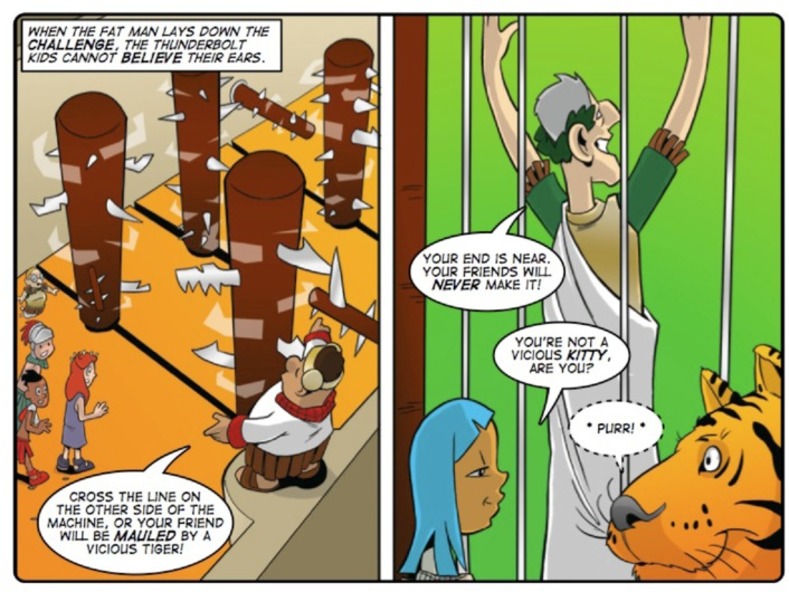 WHEN THE FAT MAN LAYS DOWN THE
CHALLENGE, THE THUNDERBOLT
KIDS CANNOT BELIEVE THEIR EARS.
CROSS THE LINE ON
THE OTHER SIDE OF THE
MACHINE, OR YOUR FRIEND
WILL BE MAULED BY A
VICIOUS TIGER!
YOUR END IS NEAR.
YOUR FRIENDS WILL
NEVER MAKE IT!
YOU'RE NOT A
VICIOUS KITTY,
ARE YOU?
* PURR! *